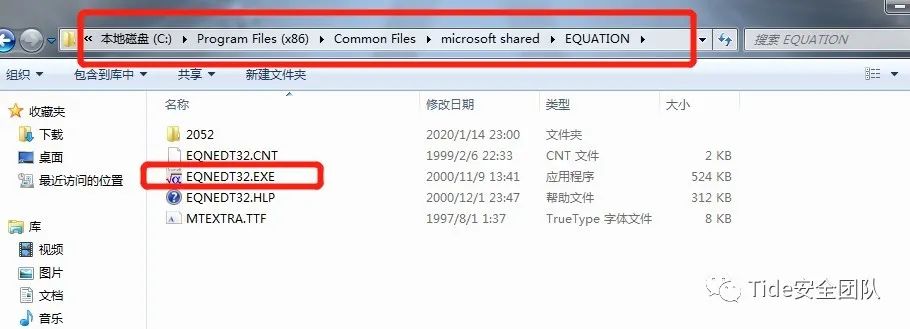 « 本地磁盘 (C:) ▸ Program Files (x86) ▸ Common Files ▸ microsoft shared ▸ EQUATION ▸
搜索 EQUATION
组织 包含到库中 共享 新建文件夹
收藏夹
下载
桌面
最近访问的位置
库
视频
图片
文档
音乐
名称 修改日期 类型 大小
2052 2020/1/14 23:00 文件夹
EQNEDT32.CNT 1999/2/6 22:33 CNT 文件 2 KB
EQNEDT32.EXE 2000/11/9 13:41 应用程序 524 KB
EQNEDT32.HLP 2000/12/1 23:47 帮助文件 312 KB
MTEXTRA.TTF 1997/8/1 1:37 TrueType 字体文件 8 KB
Tide安全团队